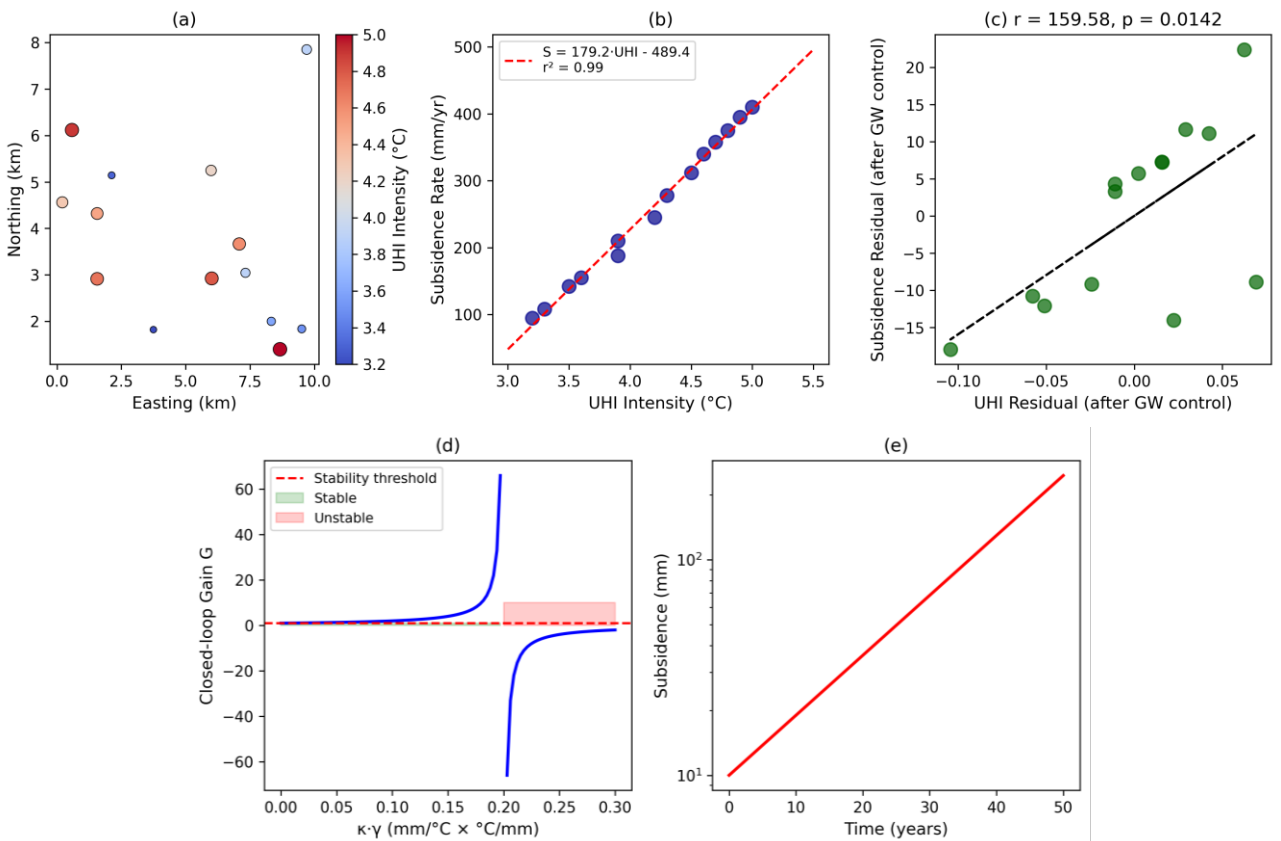 (a)
8
7
6
5
4
3
2
Northing (km)
0.0 2.5 5.0 7.5 10.0
Easting (km)
5.0
4.8
4.6
4.4
4.2
4.0
3.8
3.6
3.4
3.2
UHI Intensity (°C)
(b)
S = 179.2·UHI - 489.4
r² = 0.99
500
400
300
200
100
Subsidence Rate (mm/yr)
3.0 3.5 4.0 4.5 5.0 5.5
UHI Intensity (°C)
(c) r = 159.58, p = 0.0142
20
15
10
5
0
−5
−10
−15
Subsidence Residual (after GW control)
−0.10 −0.05 0.00 0.05
UHI Residual (after GW control)
(d)
Stability threshold
Stable
Unstable
60
40
20
0
−20
−40
−60
Closed-loop Gain G
0.00 0.05 0.10 0.15 0.20 0.25 0.30
κ·γ (mm/°C × °C/mm)
(e)
10²
10¹
Subsidence (mm)
0 10 20 30 40 50
Time (years)